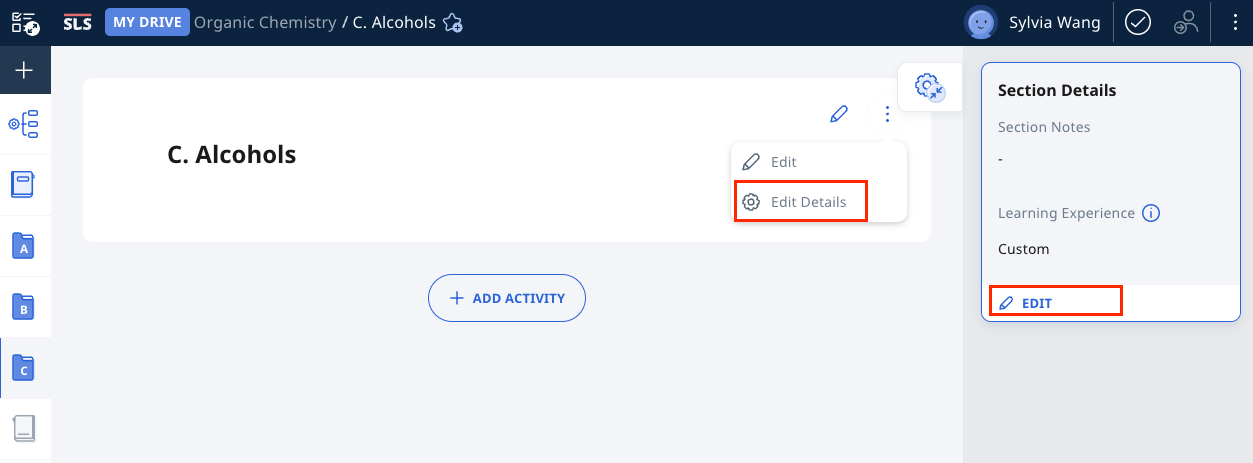 SLS MY DRIVE Organic Chemistry / C. Alcohols Sylvia Wang
A
B
C
C. Alcohols
Edit
Edit Details
ADD ACTIVITY
Section Details
Section Notes
-
Learning Experience
Custom
EDIT